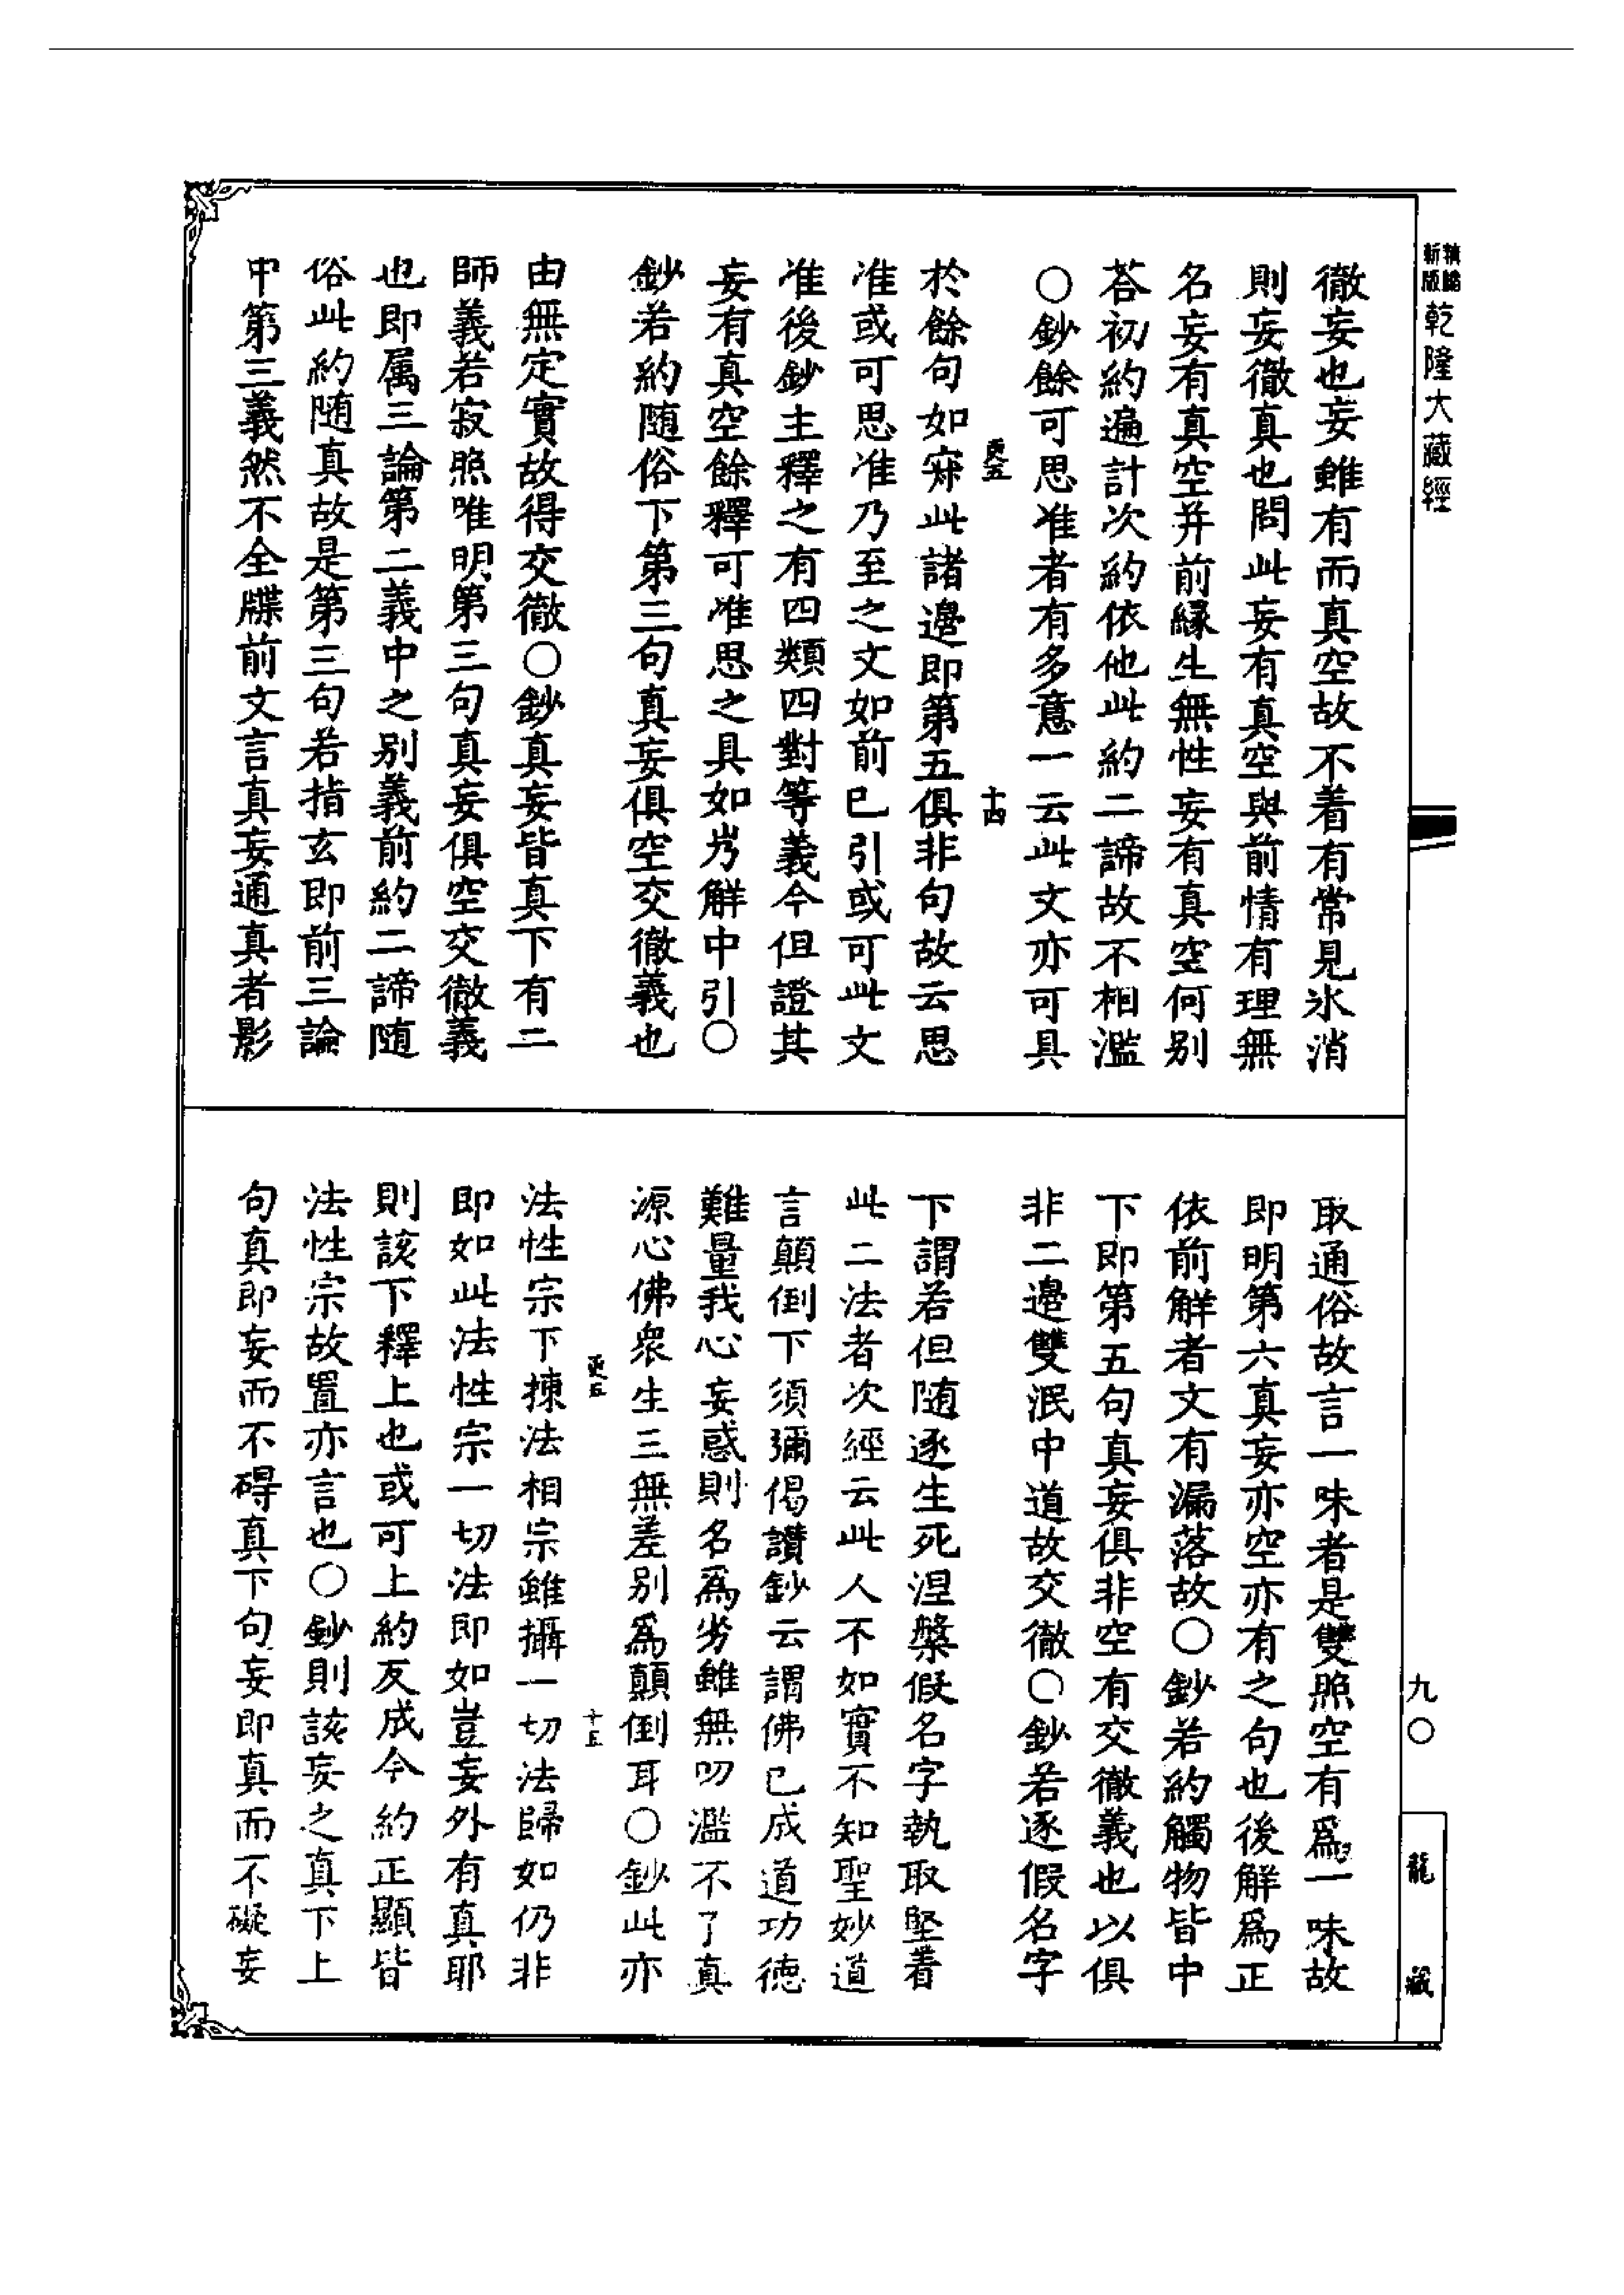 新版
精縮
乾隆大藏經
徹妄也妄雖有而真空故不着有常見氷消
則妄徹真也問此妄有真空與前情有理無
名妄有真空并前縁生無性妄有真空何别
荅初約遍計次約依他此約二諦故不相濫
○鈔餘可思准者有多意一云此文亦可具
於餘句如寐此諸邊即第五俱非句故云思
准或可思准乃至之文如前已引或可此文
准後鈔主釋之有四類四對等義今但證其
妄有真空餘釋可准思之具如㫄解中引○
鈔若約随俗下第三句真妄俱空交徹義也
由無定實故得交徹○鈔真妄皆真下有二
師義若寂照唯明第三句真妄俱空交徹義
也即属三論第二義中之别義前約二諦随
俗此約随真故是第三句若指玄即前三論
中第三義然不全牒前文言真妄通真者影
取通俗故言一味者是雙照空有爲一味故
即明第六真妄亦空亦有之句也後解爲正
依前解者文有漏落故○鈔若約觸物皆中
下即第五句真妄俱非空有交徹義也以俱
非二邊雙泯中道故交徹○鈔若逐假名字
下謂若但随逐生死涅槃假名字執取堅着
此二法者次經云此人不如實不知聖妙道
言顛倒下須彌偈讚鈔云謂佛已成道功徳
難量我心妄惑則名爲劣雖無叨濫不了真
源心佛衆生三無差别爲顛倒耳○鈔此亦
法性宗下揀法相宗雖攝一切法歸如仍非
即如此法性宗一切法即如豈妄外有真耶
則該下釋上也或可上約反成今約正顯皆
法性宗故置亦言也○鈔則該妄之真下上
句真即妄而不碍真下句妄即真而不礙妄
十四
十五
九○
龍藏